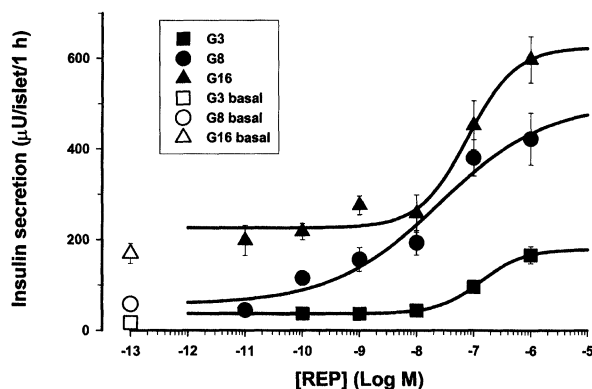 Insulin secretion (µU/islet/1 h)
600
400
200
0
G3
G8
G16
G3 basal
G8 basal
G16 basal
-13 -12 -11 -10 -9 -8 -7 -6 -5
[REP] (Log M)